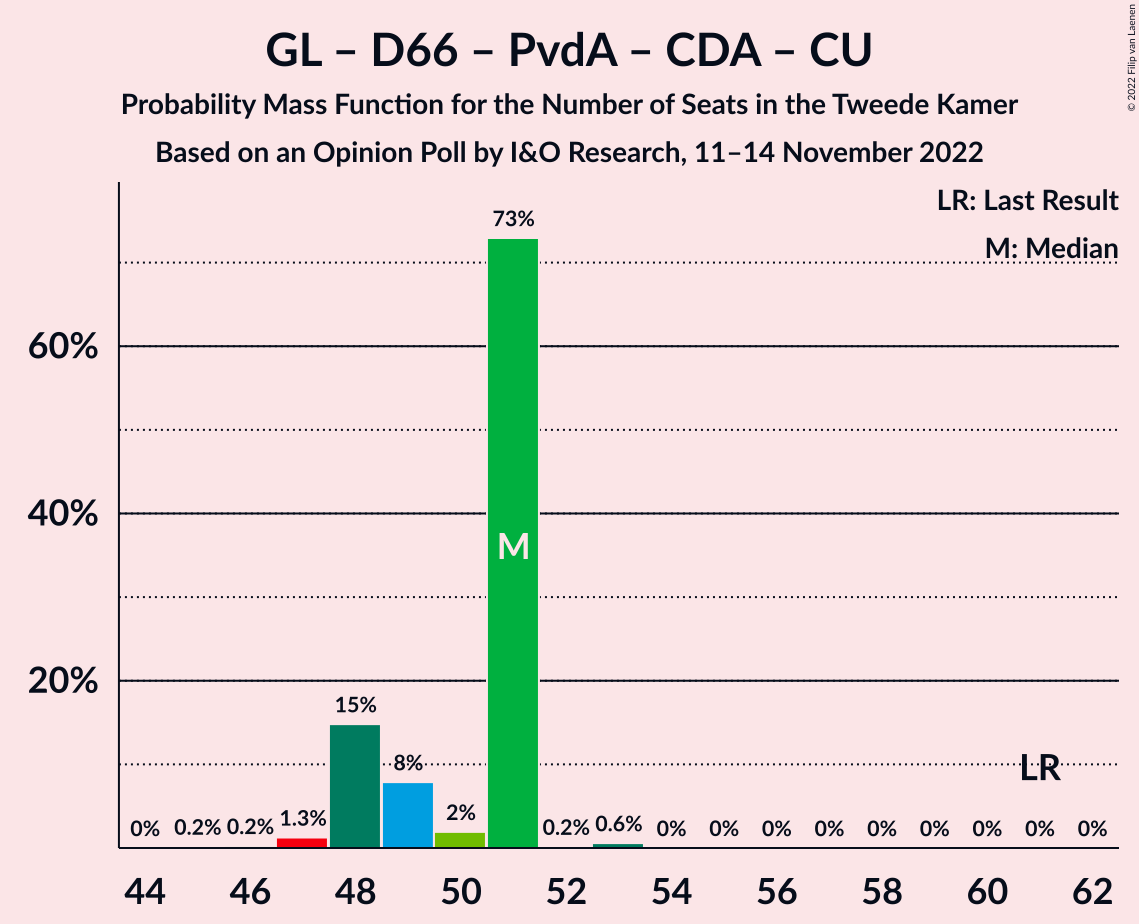 GL – D66 – PvdA – CDA – CU
Probability Mass Function for the Number of Seats in the Tweede Kamer
Based on an Opinion Poll by I&O Research, 11–14 November 2022
© 2022 Filip van Laenen
LR: Last Result
M: Median
73%
60%
40%
M
20%
15%
8%
LR
0% 0.2% 0.2% 1.3% 2% 0.2% 0.6% 0% 0% 0% 0% 0% 0% 0% 0% 0%
44 46 48 50 52 54 56 58 60 62